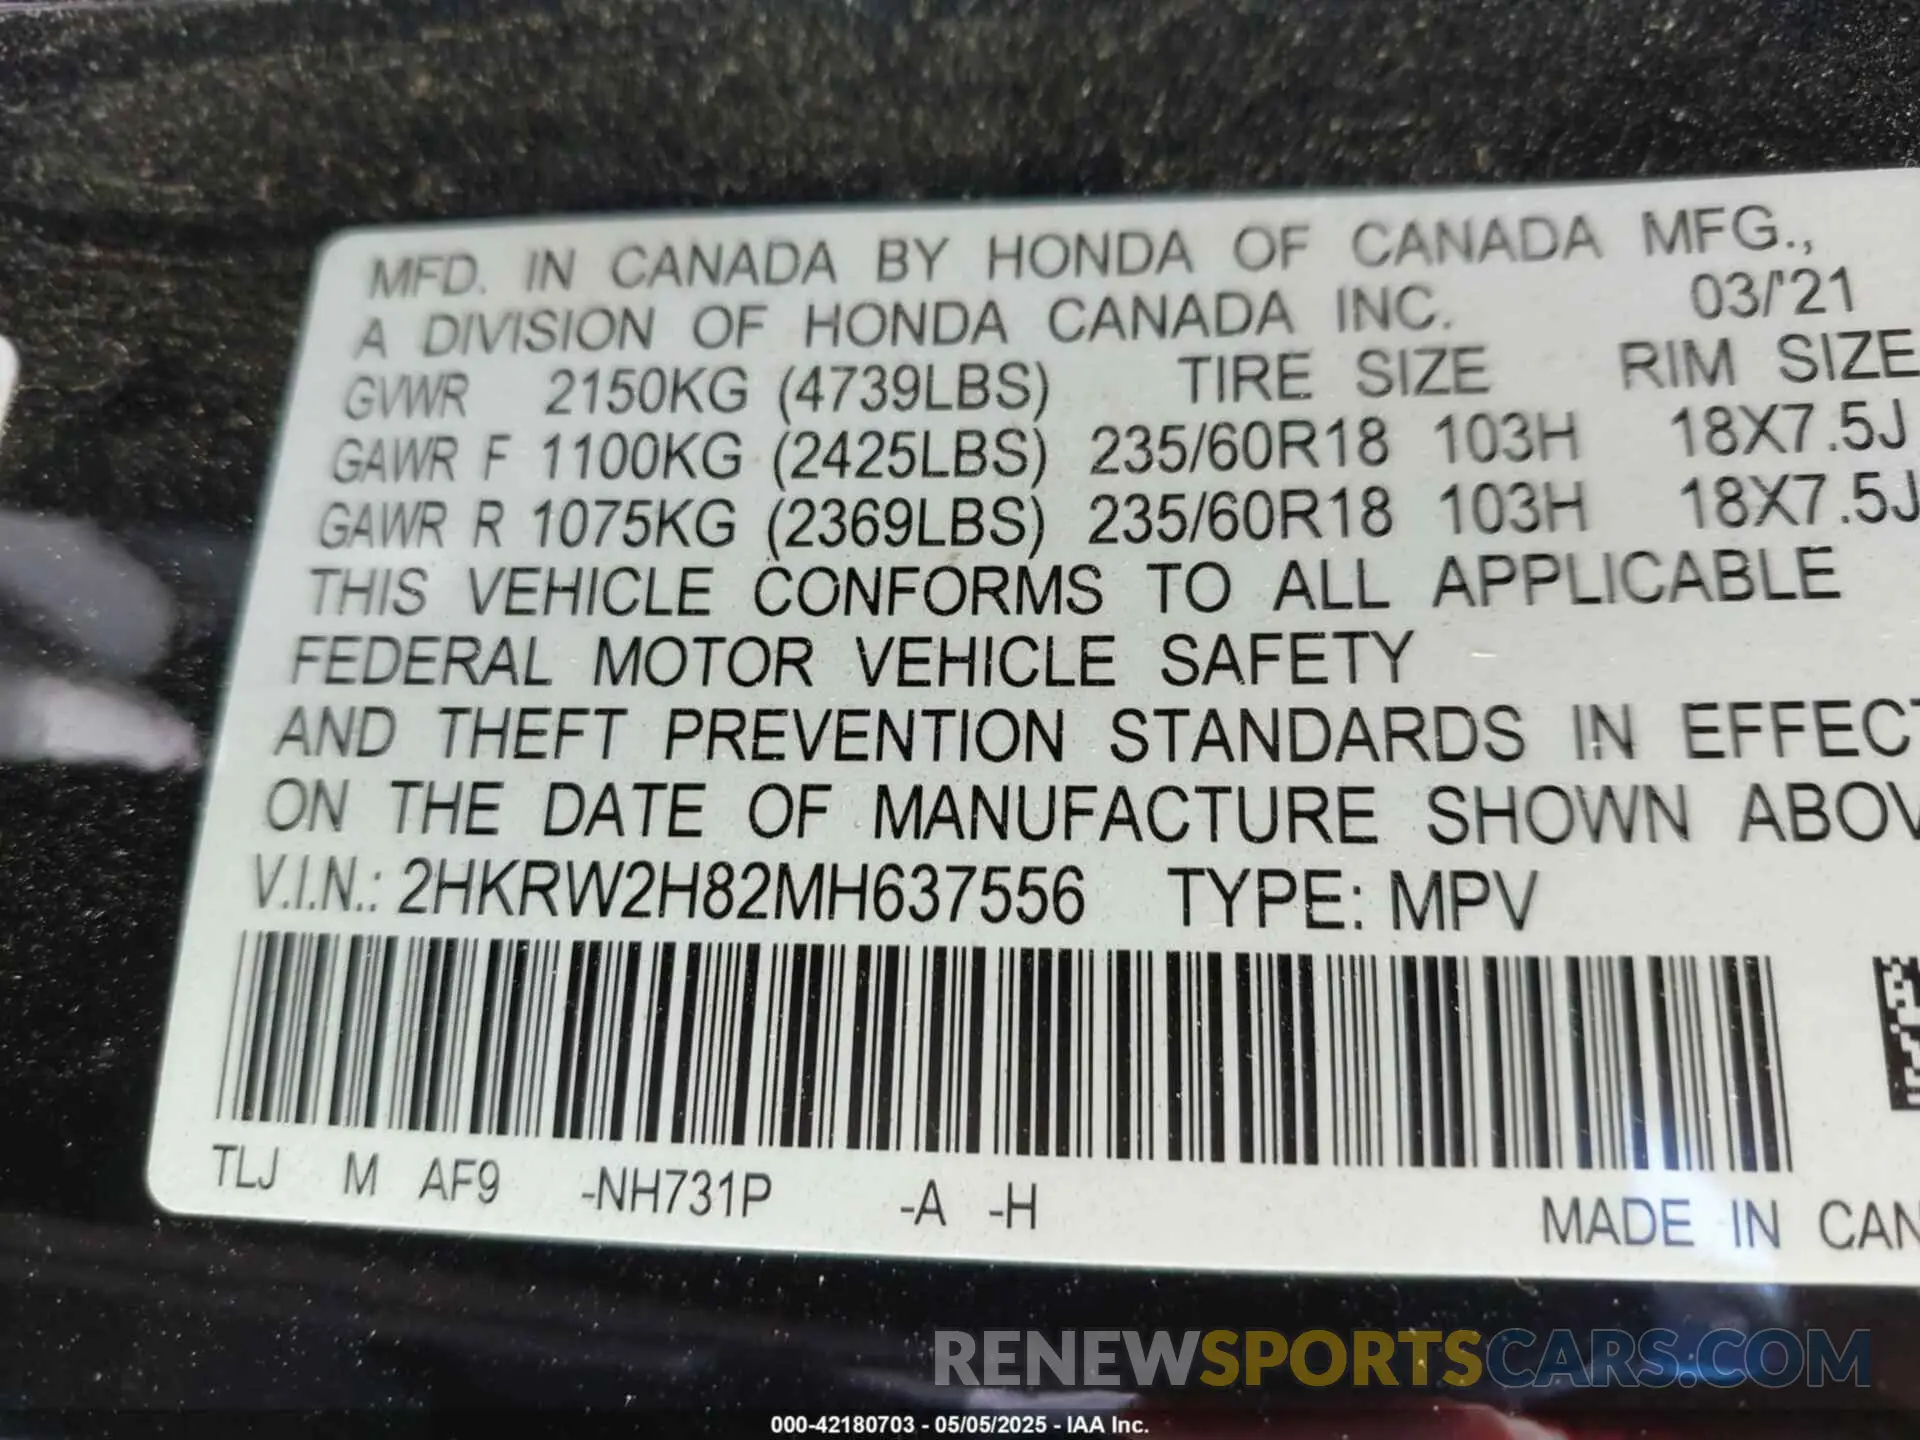 MFD. IN CANADA BY HONDA OF CANADA MFG.,
A DIVISION OF HONDA CANADA INC. 03/'21
GVWR 2150KG (4739LBS) TIRE SIZE RIM SIZE
GAWR F 1100KG (2425LBS) 235/60R18 103H 18X7.5J
GAWR R 1075KG (2369LBS) 235/60R18 103H 18X7.5J
THIS VEHICLE CONFORMS TO ALL APPLICABLE
FEDERAL MOTOR VEHICLE SAFETY
AND THEFT PREVENTION STANDARDS IN EFFECT
ON THE DATE OF MANUFACTURE SHOWN ABOV
V.I.N.: 2HKRW2H82MH637556 TYPE: MPV
TLJ M AF9 -NH731P -A -H
MADE IN CAN
RENEWSPORTSCARS.COM
000-42180703 - 05/05/2025 - IAA Inc.